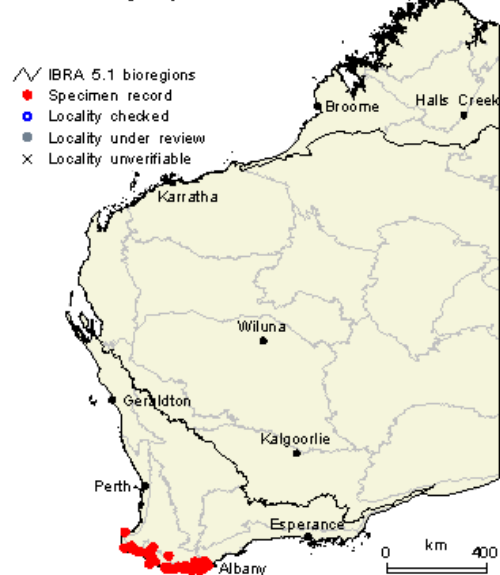 IBRA 5.1 bioregions
Specimen record
Locality checked
Locality under review
Locality unverifiable
Broome
Halls Creek
Karratha
Wiluna
Geraldton
Kalgoorlie
Perth
Esperance
Albany
km
0 400